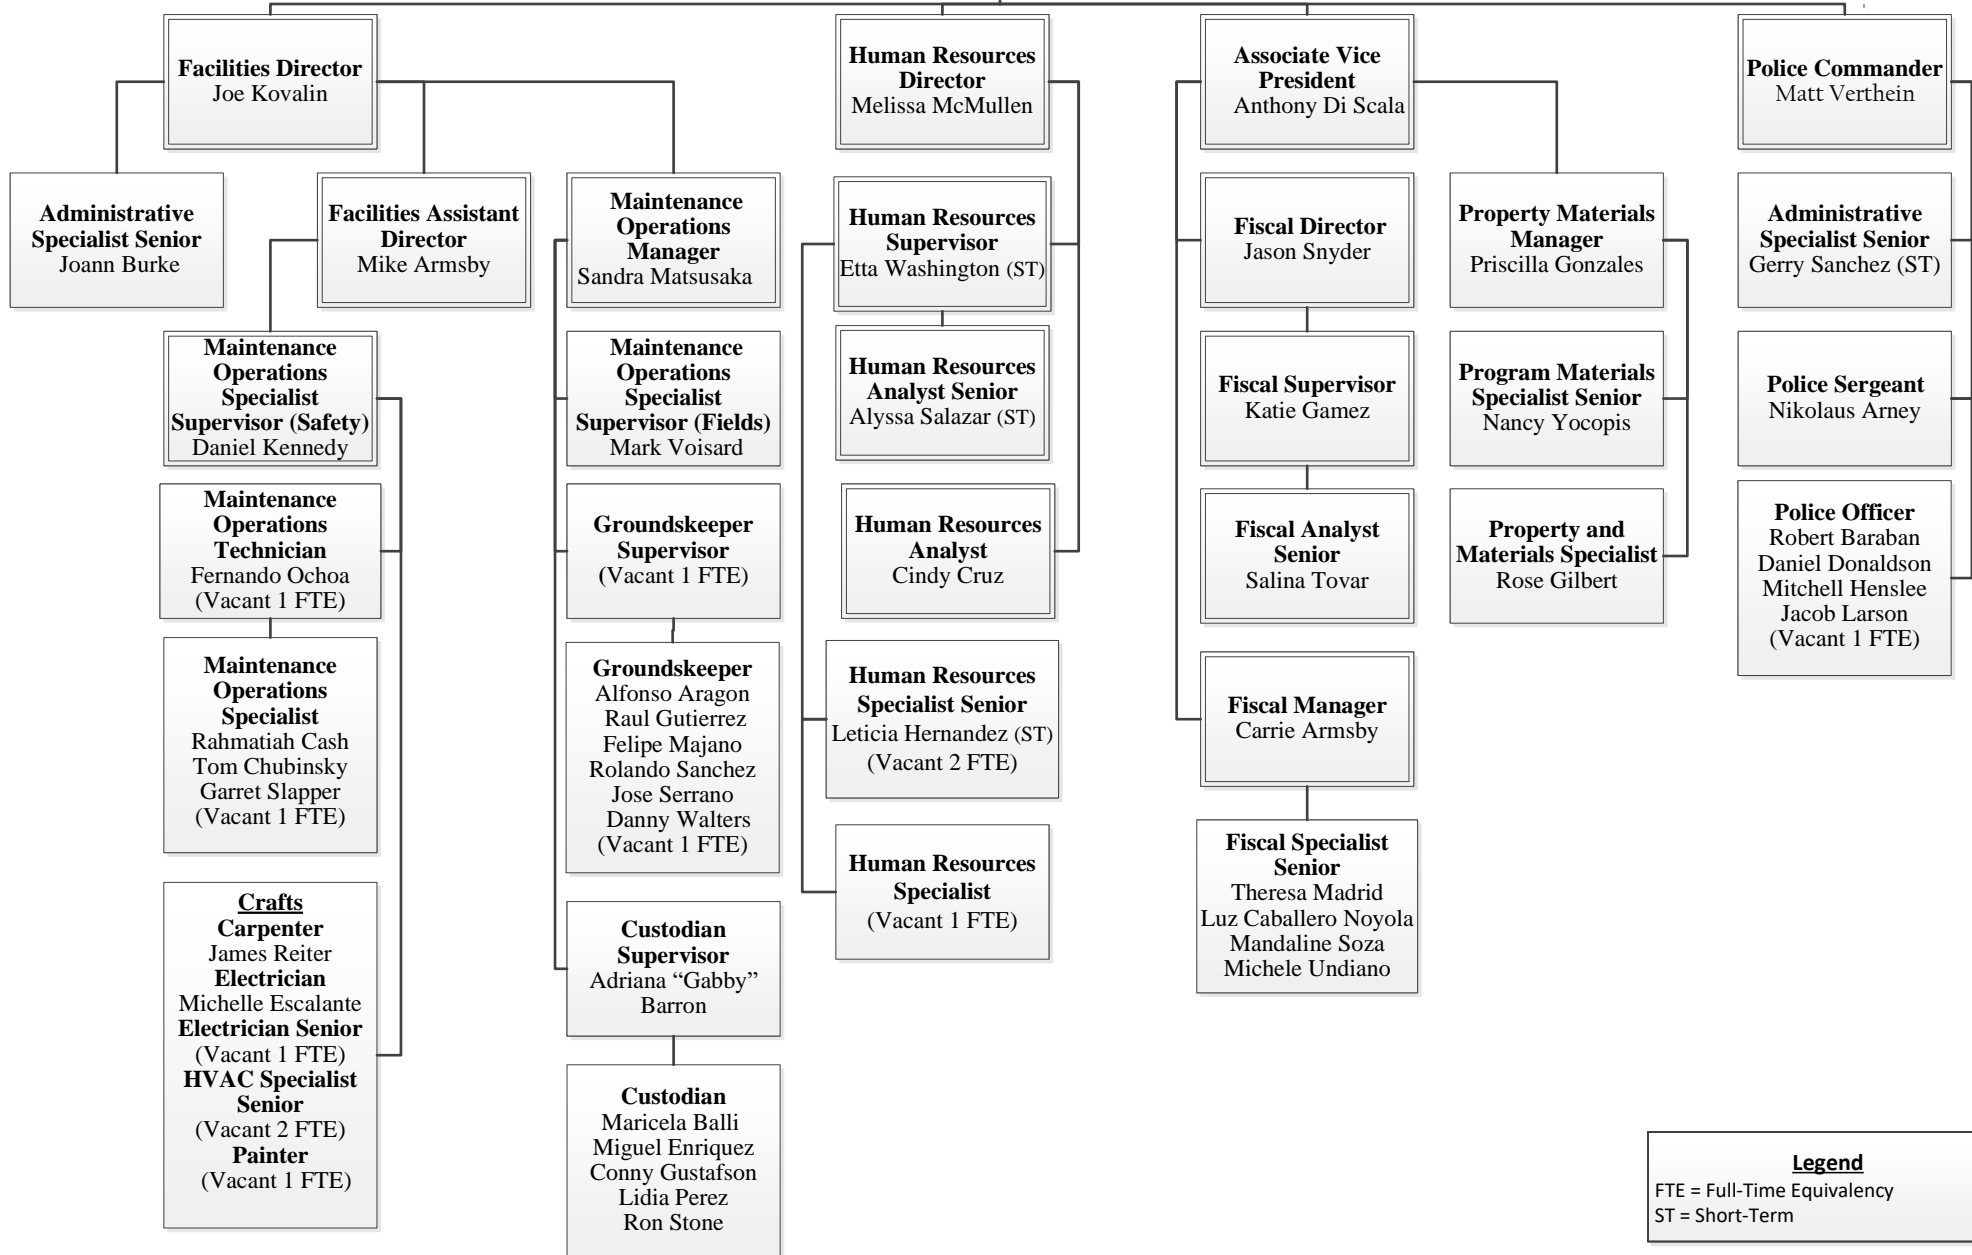 Facilities Director
Joe Kovalin
Human Resources
Director
Melissa McMullen
Associate Vice
President
Anthony Di Scala
Police Commander
Matt Verthein
Administrative
Specialist Senior
Joann Burke
Facilities Assistant
Director
Mike Armsby
Maintenance
Operations
Manager
Sandra Matsusaka
Human Resources
Supervisor
Etta Washington (ST)
Fiscal Director
Jason Snyder
Property Materials
Manager
Priscilla Gonzales
Administrative
Specialist Senior
Gerry Sanchez (ST)
Maintenance
Operations
Specialist
Supervisor (Safety)
Daniel Kennedy
Maintenance
Operations
Specialist
Supervisor (Fields)
Mark Voisard
Human Resources
Analyst Senior
Alyssa Salazar (ST)
Fiscal Supervisor
Katie Gamez
Program Materials
Specialist Senior
Nancy Yocopis
Police Sergeant
Nikolaus Arney
Maintenance
Operations
Technician
Fernando Ochoa
(Vacant 1 FTE)
Groundskeeper
Supervisor
(Vacant 1 FTE)
Human Resources
Analyst
Cindy Cruz
Fiscal Analyst
Senior
Salina Tovar
Property and
Materials Specialist
Rose Gilbert
Police Officer
Robert Baraban
Daniel Donaldson
Mitchell Henslee
Jacob Larson
(Vacant 1 FTE)
Maintenance
Operations
Specialist
Rahmatiah Cash
Tom Chubinsky
Garret Slapper
(Vacant 1 FTE)
Groundskeeper
Alfonso Aragon
Raul Gutierrez
Felipe Majano
Rolando Sanchez
Jose Serrano
Danny Walters
(Vacant 1 FTE)
Human Resources
Specialist Senior
Leticia Hernandez (ST)
(Vacant 2 FTE)
Fiscal Manager
Carrie Armsby
Human Resources
Specialist
(Vacant 1 FTE)
Fiscal Specialist
Senior
Theresa Madrid
Luz Caballero Noyola
Mandaline Soza
Michele Undiano
Crafts
Carpenter
James Reiter
Electrician
Michelle Escalante
Electrician Senior
(Vacant 1 FTE)
HVAC Specialist
Senior
(Vacant 2 FTE)
Painter
(Vacant 1 FTE)
Custodian
Supervisor
Adriana “Gabby”
Barron
Custodian
Maricela Balli
Miguel Enriquez
Conny Gustafson
Lidia Perez
Ron Stone
Legend
FTE = Full-Time Equivalency
ST = Short-Term